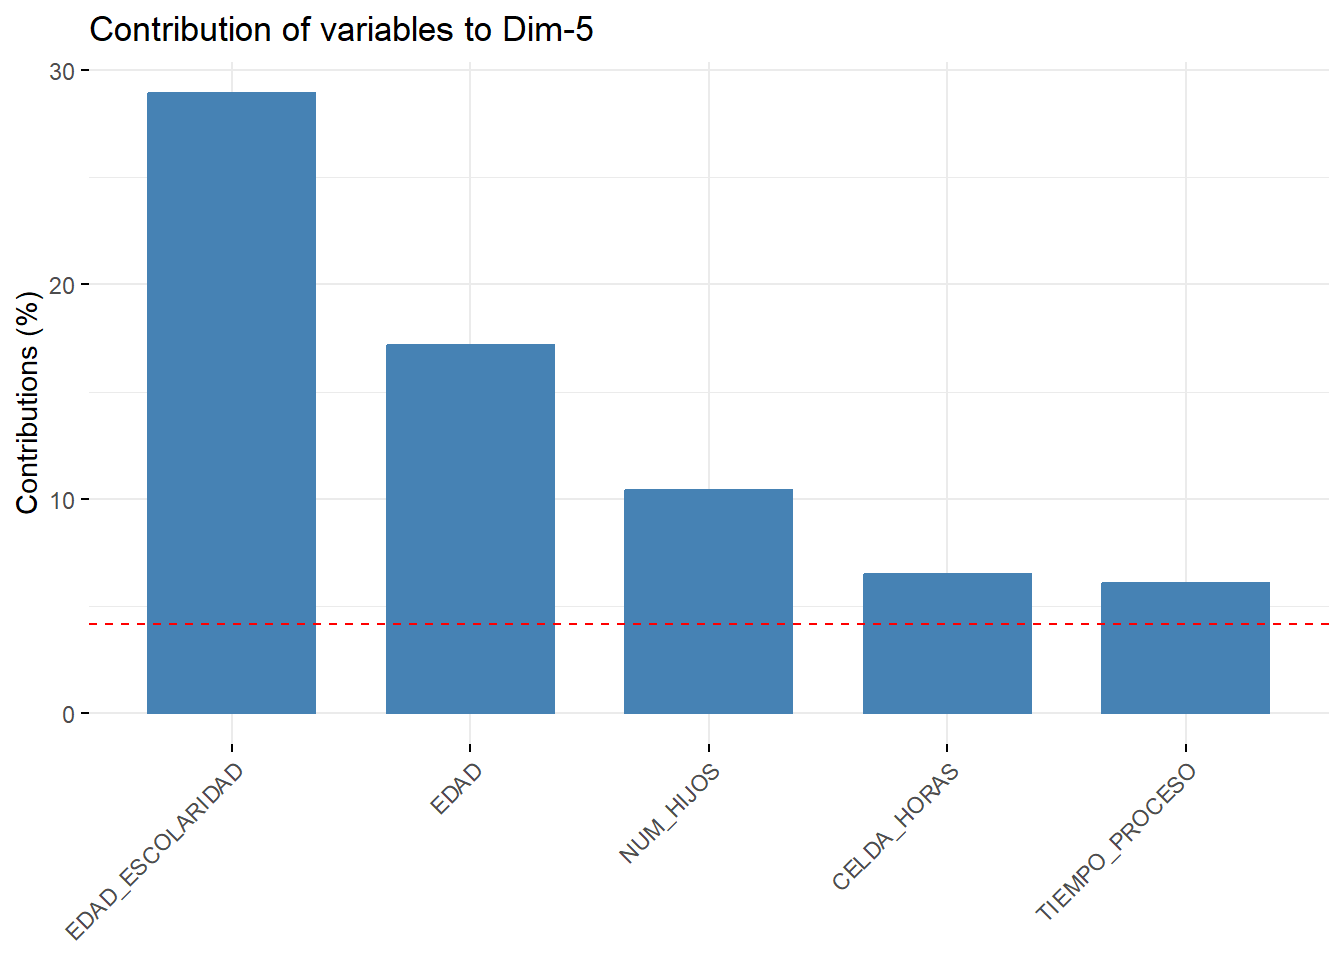 Contribution of variables to Dim-5
Contributions (%)
30
20
10
0
EDAD_ESCOLARIDAD
EDAD
NUM_HIJOS
CELDA_HORAS
TIEMPO_PROCESO